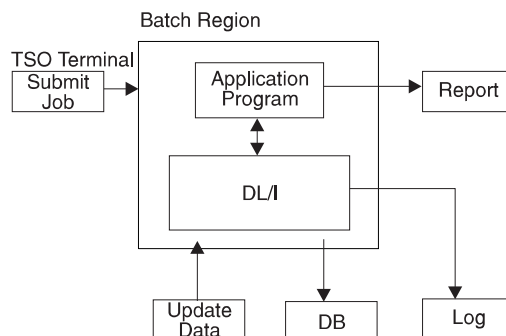 Batch Region
TSO Terminal
Submit
Job
Application
Program
Report
DL/I
Update
Data
DB
Log